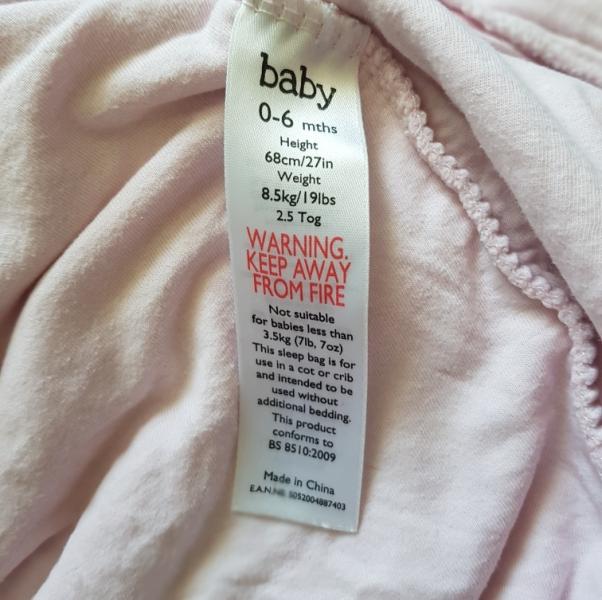 baby
0-6 mths
Height
68cm/27in
Weight
8.5kg/19lbs
2.5 Tog
WARNING.
KEEP AWAY
FROM FIRE
Not suitable
for babies less than
3.5kg (7lb, 7oz)
This sleep bag is for
use in a cot or crib
and intended to be
used without
additional bedding.
This product
conforms to
BS 8510:2009
Made in China
E.A.N. 5052004887403